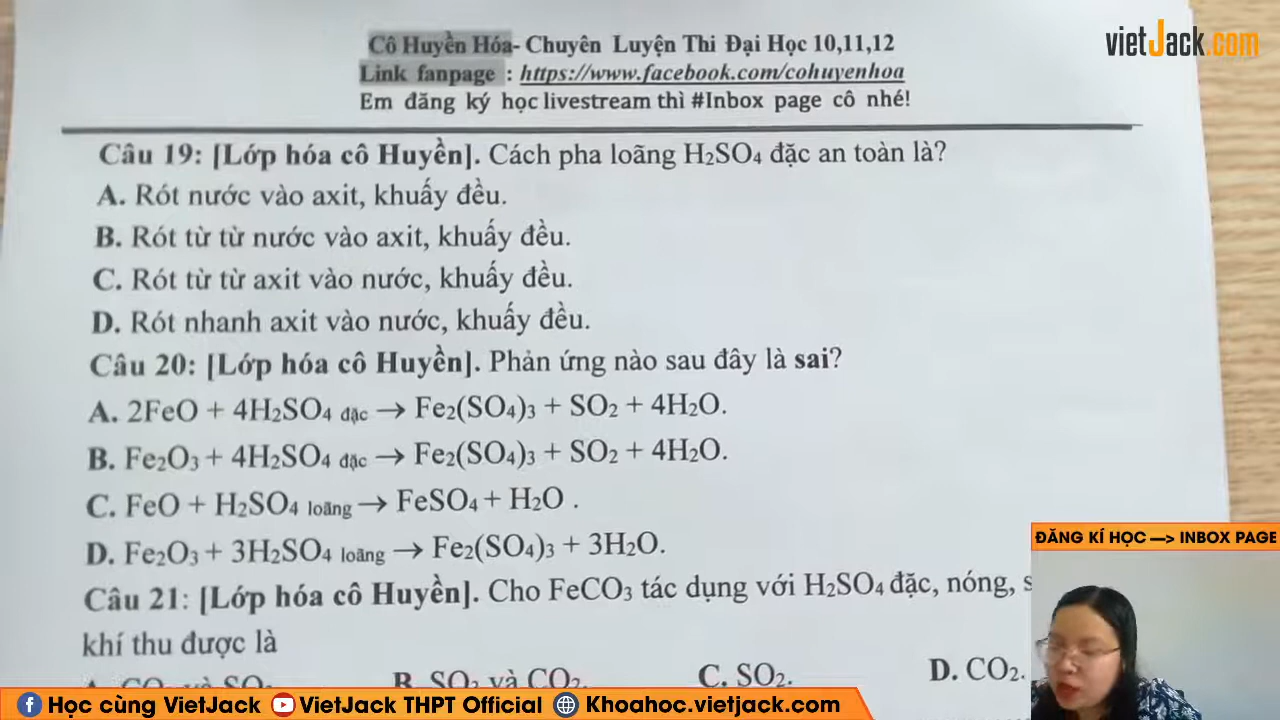 vietJack.com
Cô Huyền Hóa- Chuyên Luyện Thi Đại Học 10,11,12
Link fanpage : https://www.facebook.com/cohuyenhoa
Em đăng ký học livestream thì #Inbox page cô nhé!
Câu 19: [Lớp hóa cô Huyền]. Cách pha loãng H₂SO₄ đặc an toàn là?
A. Rót nước vào axit, khuấy đều.
B. Rót từ từ nước vào axit, khuấy đều.
C. Rót từ từ axit vào nước, khuấy đều.
D. Rót nhanh axit vào nước, khuấy đều.
Câu 20: [Lớp hóa cô Huyền]. Phản ứng nào sau đây là sai?
A. 2FeO + 4H₂SO₄ đặc → Fe₂(SO₄)₃ + SO₂ + 4H₂O.
B. Fe₂O₃ + 4H₂SO₄ đặc → Fe₂(SO₄)₃ + SO₂ + 4H₂O.
C. FeO + H₂SO₄ loãng → FeSO₄ + H₂O .
D. Fe₂O₃ + 3H₂SO₄ loãng → Fe₂(SO₄)₃ + 3H₂O.
ĐĂNG KÍ HỌC —> INBOX PAGE
Câu 21: [Lớp hóa cô Huyền]. Cho FeCO₃ tác dụng với H₂SO₄ đặc, nóng,
khí thu được là
B. SO₂ và CO₂. C. SO₂. D. CO₂.
Học cùng VietJack VietJack THPT Official Khoahoc.vietjack.com